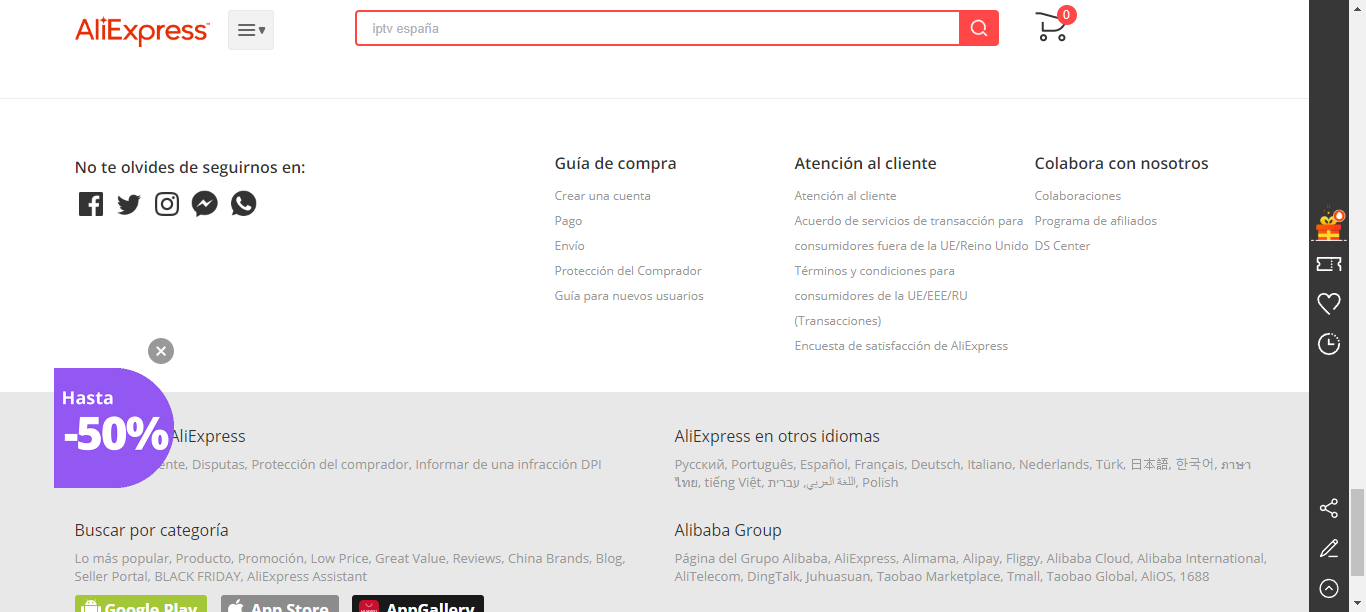 AliExpress™
iptv españa
0
No te olvides de seguirnos en:
Guía de compra
Crear una cuenta
Pago
Envío
Protección del Comprador
Guía para nuevos usuarios
Atención al cliente
Atención al cliente
Acuerdo de servicios de transacción para
consumidores fuera de la UE/Reino Unido
Términos y condiciones para
consumidores de la UE/EEE/RU
(Transacciones)
Encuesta de satisfacción de AliExpress
Colabora con nosotros
Colaboraciones
Programa de afiliados
DS Center
Hasta
-50%
AliExpress
ente, Disputas, Protección del comprador, Informar de una infracción DPI
AliExpress en otros idiomas
Русский, Português, Español, Français, Deutsch, Italiano, Nederlands, Türk, 日本語, 한국어, ภาษา
ไทย, tiếng Việt, اللغة العربي, עברית, Polish
Buscar por categoría
Lo más popular, Producto, Promoción, Low Price, Great Value, Reviews, China Brands, Blog,
Seller Portal, BLACK FRIDAY, AliExpress Assistant
Alibaba Group
Página del Grupo Alibaba, AliExpress, Alimama, Alipay, Fliggy, Alibaba Cloud, Alibaba International,
AliTelecom, DingTalk, Juhuasuan, Taobao Marketplace, Tmall, Taobao Global, AliOS, 1688
Google Play
App Store
AppGallery